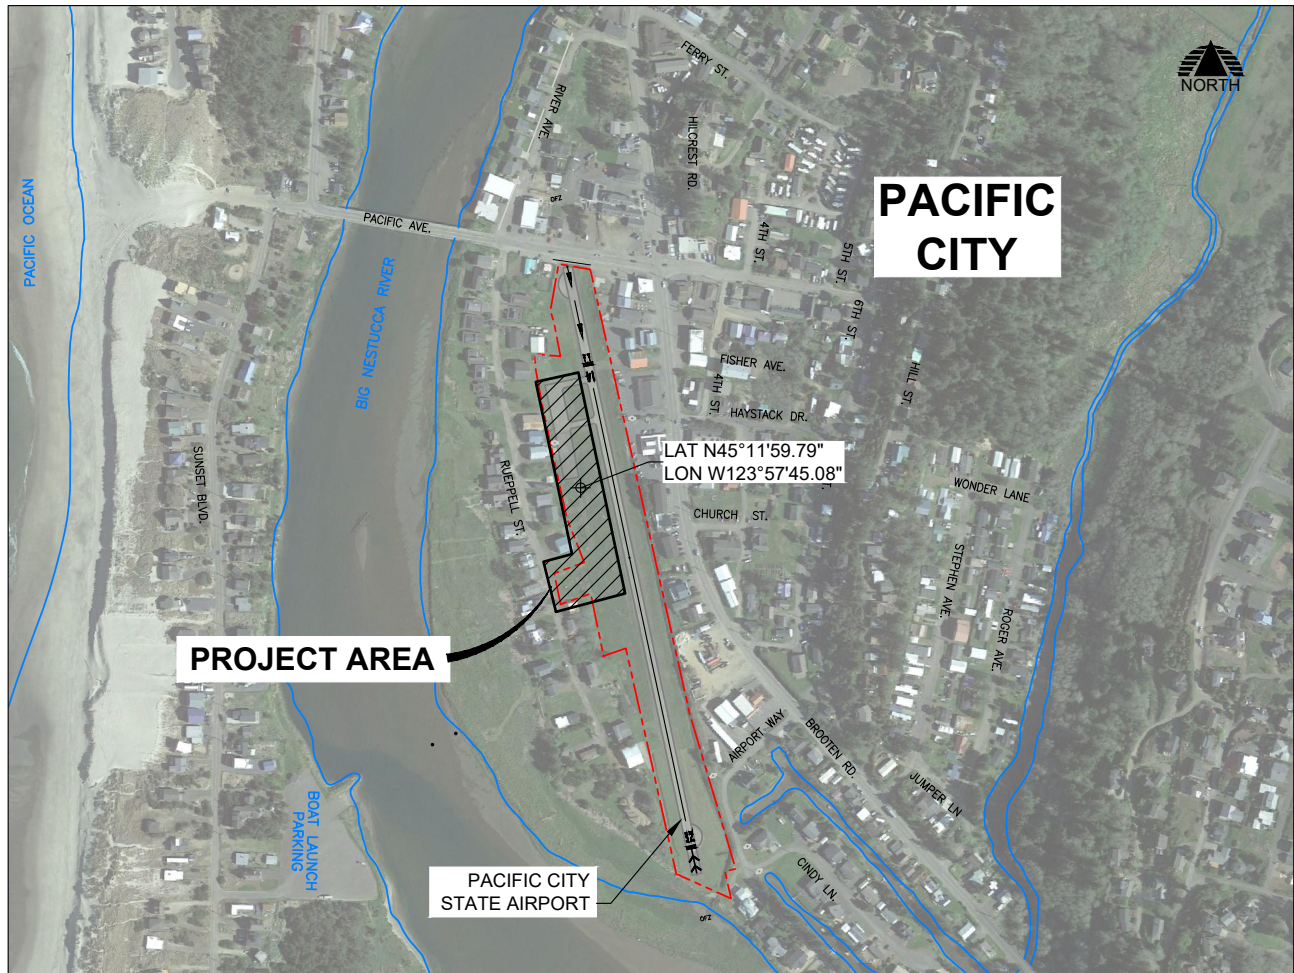 NORTH
FERRY ST.
RIVER AVE.
HILCREST RD.
PACIFIC OCEAN
PACIFIC
CITY
OFZ
PACIFIC AVE.
4TH ST.
5TH ST.
BIG NESTUCCA RIVER
6TH ST.
FISHER AVE.
HILL ST.
4TH ST.
HAYSTACK DR.
LAT N45°11'59.79"
LON W123°57'45.08"
SUNSET BLVD.
RUEPPELL ST.
ST.
WONDER LANE
CHURCH ST.
STEPHEN AVE.
ROGER AVE.
PROJECT AREA
AIRPORT WAY
BROOTEN RD.
JUMPER LN
BOAT LAUNCH
PARKING
PACIFIC CITY
STATE AIRPORT
CINDY LN.
OFZ